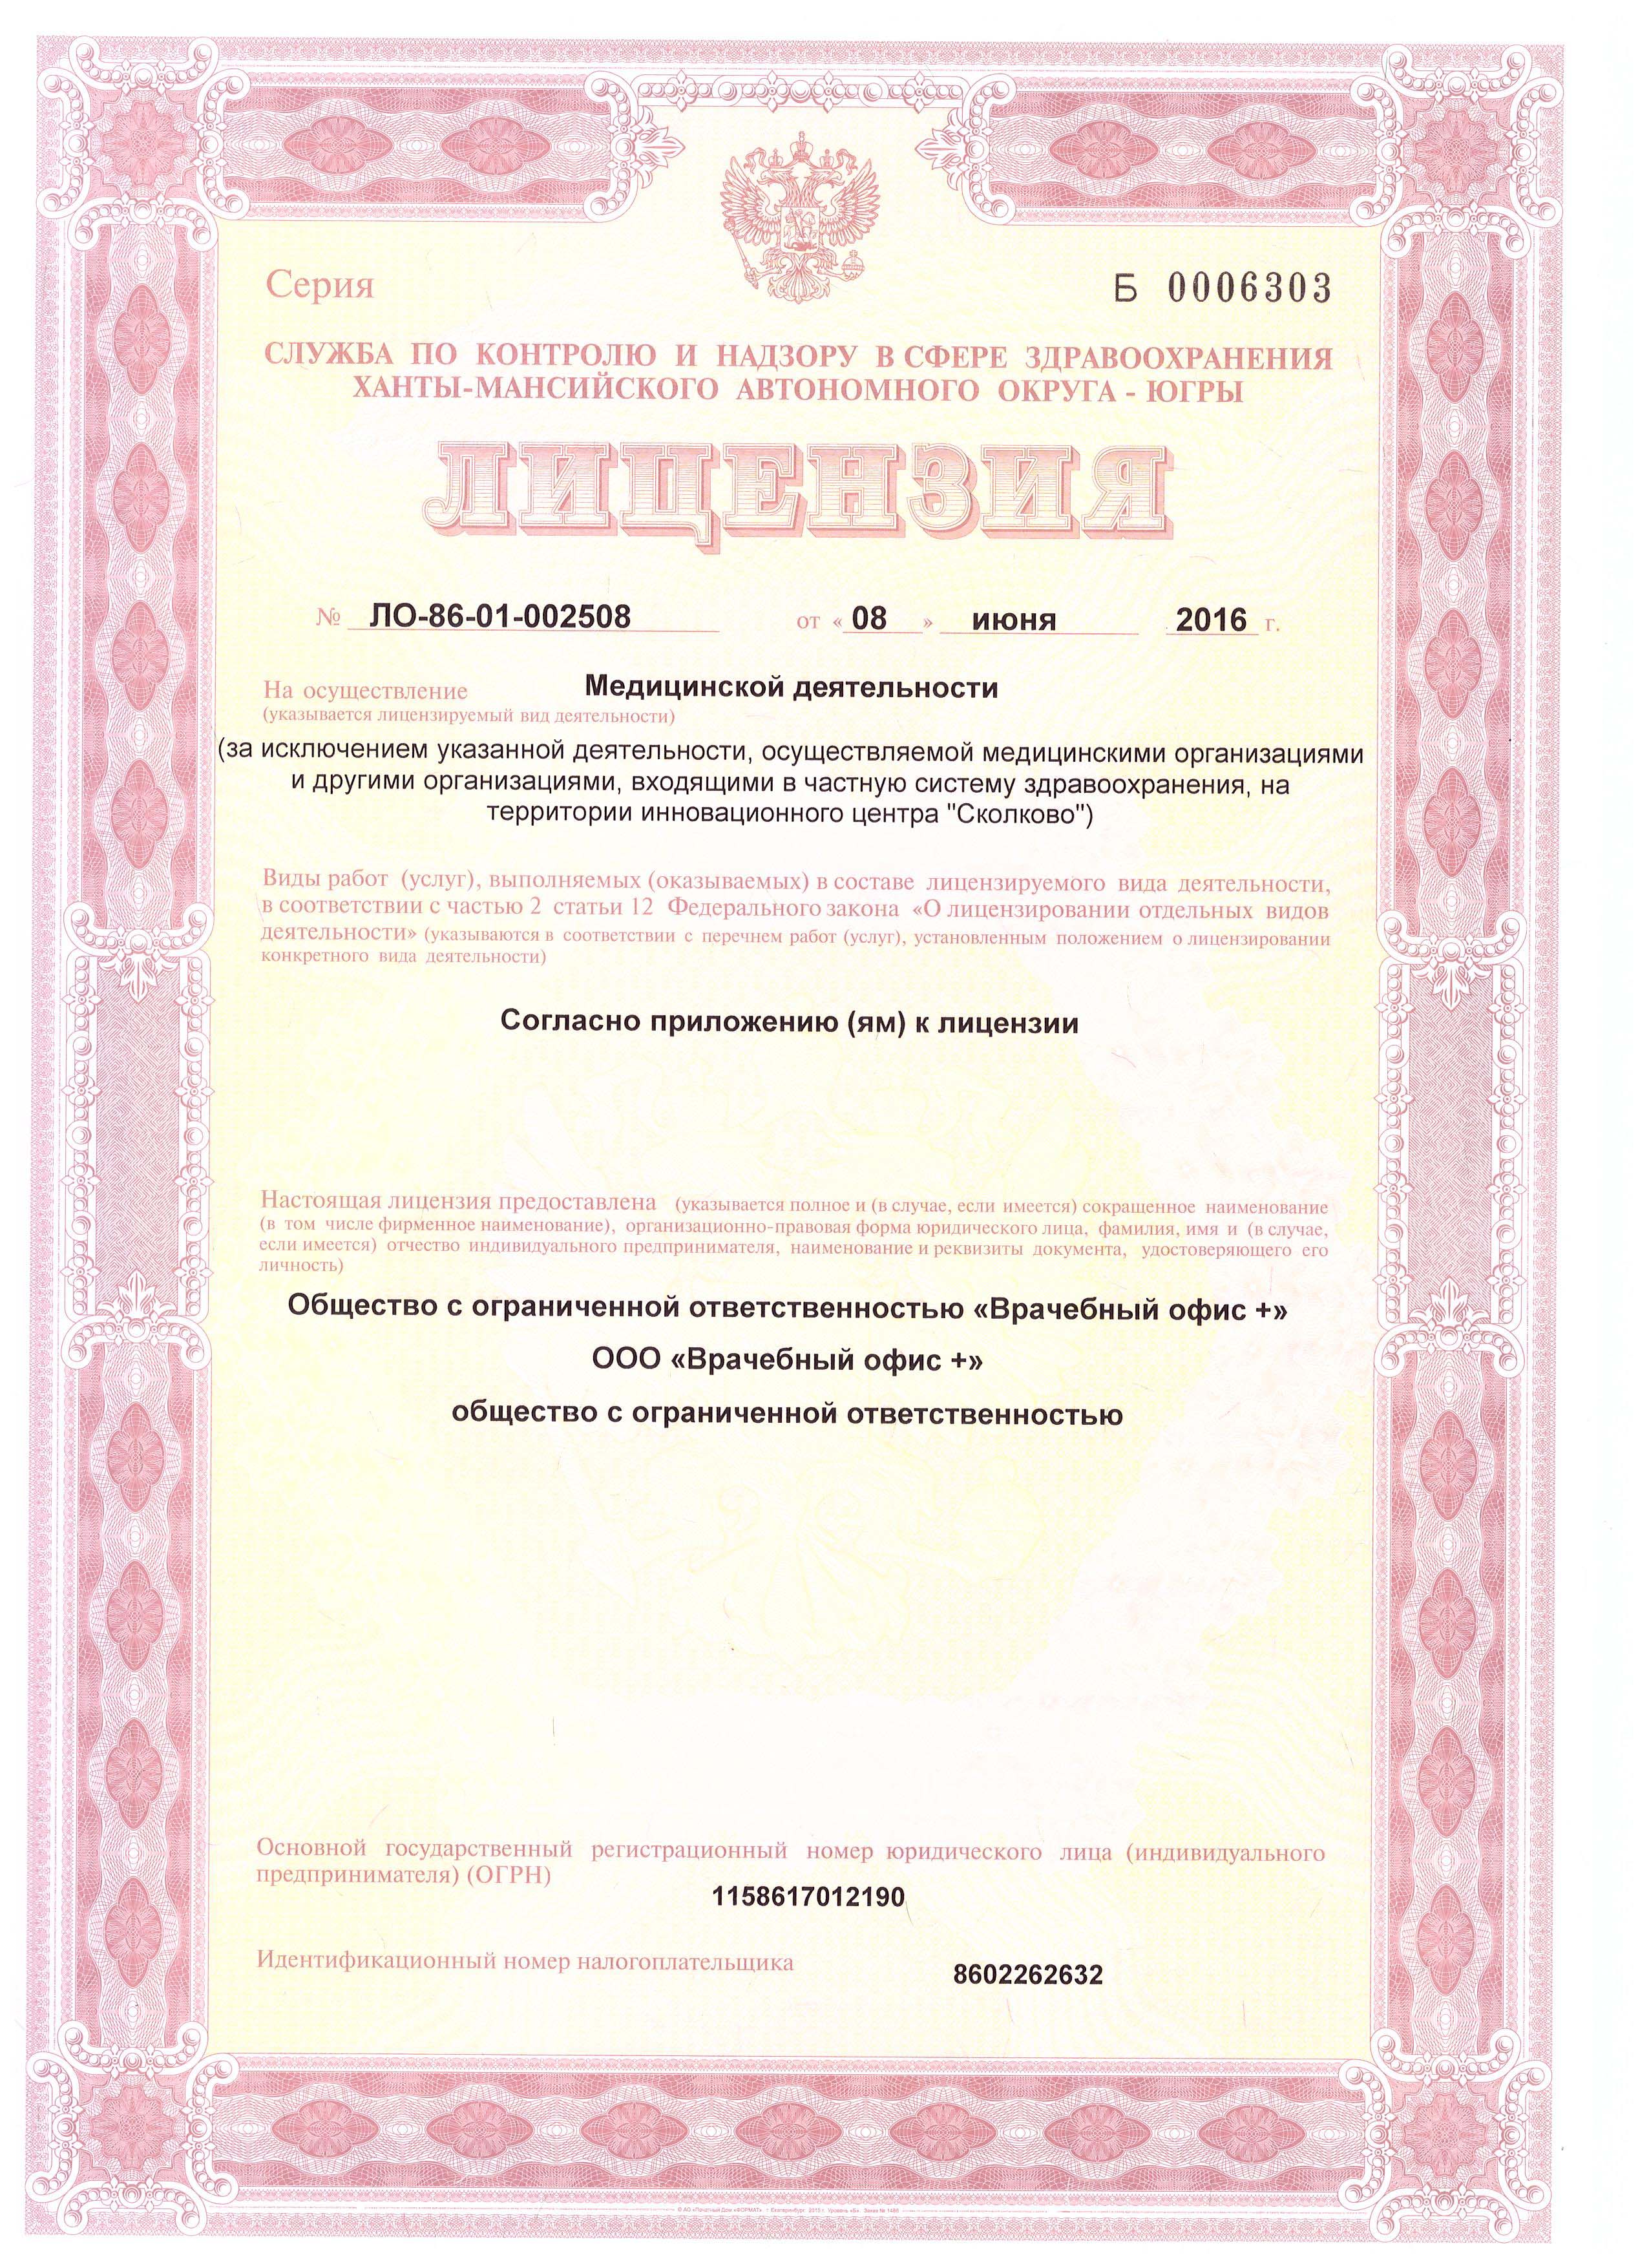 Серия
Б 0006303
СЛУЖБА ПО КОНТРОЛЮ И НАДЗОРУ В СФЕРЕ ЗДРАВООХРАНЕНИЯ
ХАНТЫ-МАНСИЙСКОГО АВТОНОМНОГО ОКРУГА - ЮГРЫ
ЛИЦЕНЗИЯ
№ ЛО-86-01-002508 от « 08 » июня 2016 г.
На осуществление Медицинской деятельности
(указывается лицензируемый вид деятельности)
(за исключением указанной деятельности, осуществляемой медицинскими организациями
и другими организациями, входящими в частную систему здравоохранения, на
территории инновационного центра "Сколково")
Виды работ (услуг), выполняемых (оказываемых) в составе лицензируемого вида деятельности,
в соответствии с частью 2 статьи 12 Федерального закона «О лицензировании отдельных видов
деятельности» (указываются в соответствии с перечнем работ (услуг), установленным положением о лицензировании
конкретного вида деятельности)
Согласно приложению (ям) к лицензии
Настоящая лицензия предоставлена (указывается полное и (в случае, если имеется) сокращенное наименование
(в том числе фирменное наименование), организационно-правовая форма юридического лица, фамилия, имя и (в случае,
если имеется) отчество индивидуального предпринимателя, наименование и реквизиты документа, удостоверяющего его
личность)
Общество с ограниченной ответственностью «Врачебный офис +»
ООО «Врачебный офис +»
общество с ограниченной ответственностью
Основной государственный регистрационный номер юридического лица (индивидуального
предпринимателя) (ОГРН)
1158617012190
Идентификационный номер налогоплательщика
8602262632